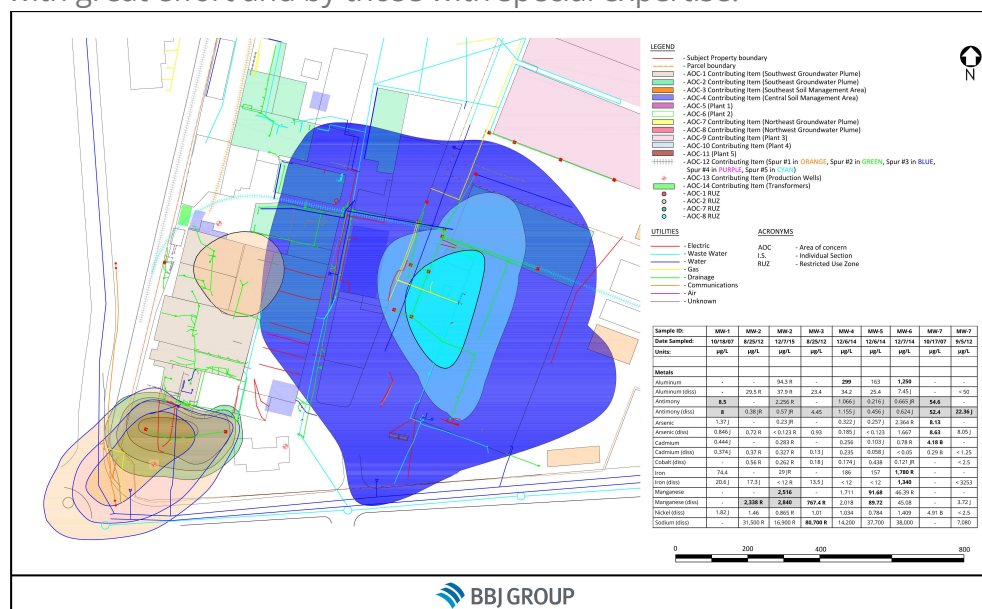 with great effort and by those with special expertise.
LEGEND
- Subject Property boundary
- Parcel boundary
- AOC-1 Contributing Item (Southwest Groundwater Plume)
- AOC-2 Contributing Item (Southeast Groundwater Plume)
- AOC-3 Contributing Item (Southeast Soil Management Area)
- AOC-4 Contributing Item (Central Soil Management Area)
- AOC-5 (Plant 1)
- AOC-6 (Plant 2)
- AOC-7 Contributing Item (Northeast Groundwater Plume)
- AOC-8 Contributing Item (Northwest Groundwater Plume)
- AOC-9 Contributing Item (Plant 3)
- AOC-10 Contributing Item (Plant 4)
- AOC-11 (Plant 5)
- AOC-12 Contributing Item (Spur #1 in ORANGE, Spur #2 in GREEN, Spur #3 in BLUE,
Spur #4 in PURPLE, Spur #5 in CYAN)
- AOC-13 Contributing Item (Production Wells)
- AOC-14 Contributing Item (Transformers)
- AOC-1 RUZ
- AOC-2 RUZ
- AOC-7 RUZ
- AOC-8 RUZ
N
UTILITIES
- Electric
- Waste Water
- Water
- Gas
- Drainage
- Communications
- Air
- Unknown
ACRONYMS
AOC - Area of concern
I.S. - Individual Section
RUZ - Restricted Use Zone
Sample ID: MW-1 MW-2 MW-2 MW-3 MW-4 MW-5 MW-6 MW-7 MW-7
Date Sampled: 10/18/07 8/25/12 12/7/15 8/25/12 12/6/14 12/6/14 12/7/14 10/17/07 9/5/12
Units: µg/L µg/L µg/L µg/L µg/L µg/L µg/L µg/L µg/L
Metals
Aluminum - - 94.3 R - 299 163 1,250 - -
Aluminum (diss) - 29.5 R 37.9 R 23.4 34.2 25.4 7.45 J - < 50
Antimony 8.5 - 2.256 R - 1.066 J 0.216 J 0.665 JR 54.6 -
Antimony (diss) 8 0.38 JR 0.57 JR 4.45 1.155 J 0.456 J 0.624 J 52.4 22.36 J
Arsenic 1.37 J - 0.23 JR - 0.322 J 0.257 J 2.364 R 8.13 -
Arsenic (diss) 0.846 J 0.72 R < 0.123 R 0.93 0.185 J < 0.123 1.667 8.63 8.05 J
Cadmium 0.444 J - 0.283 R - 0.256 0.103 J 0.78 R 4.18 B -
Cadmium (diss) 0.374 J 0.37 R 0.327 R 0.13 J 0.235 0.058 J < 0.05 0.29 B < 1.25
Cobalt (diss) - 0.56 R 0.262 R 0.18 J 0.174 J 0.438 0.121 JR - < 2.5
Iron 74.4 - 29 JR - 186 157 1,780 R - -
Iron (diss) 20.6 J 17.3 J < 12 R 13.5 J < 12 < 12 1,340 - < 3253
Manganese - - 2,516 - 1.711 91.68 46.39 R - -
Manganese (diss) - 2,338 R 2,840 767.4 R 2.018 89.72 45.08 - 3.72 J
Nickel (diss) 1.82 J 1.46 0.865 R 1.01 1.034 0.784 1.409 4.91 B < 2.5
Sodium (diss) - 31,500 R 16,900 R 80,700 R 14,200 37,700 38,000 - 7,080
0 200 400 800
BBJ GROUP